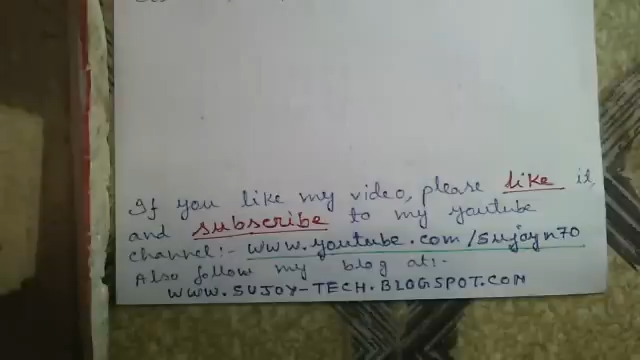 If you like my video, please like it,
and subscribe to my youtube
channel:- www.youtube.com/sujoyn70
Also follow my blog at:-
WWW.SUJOY-TECH.BLOGSPOT.COM